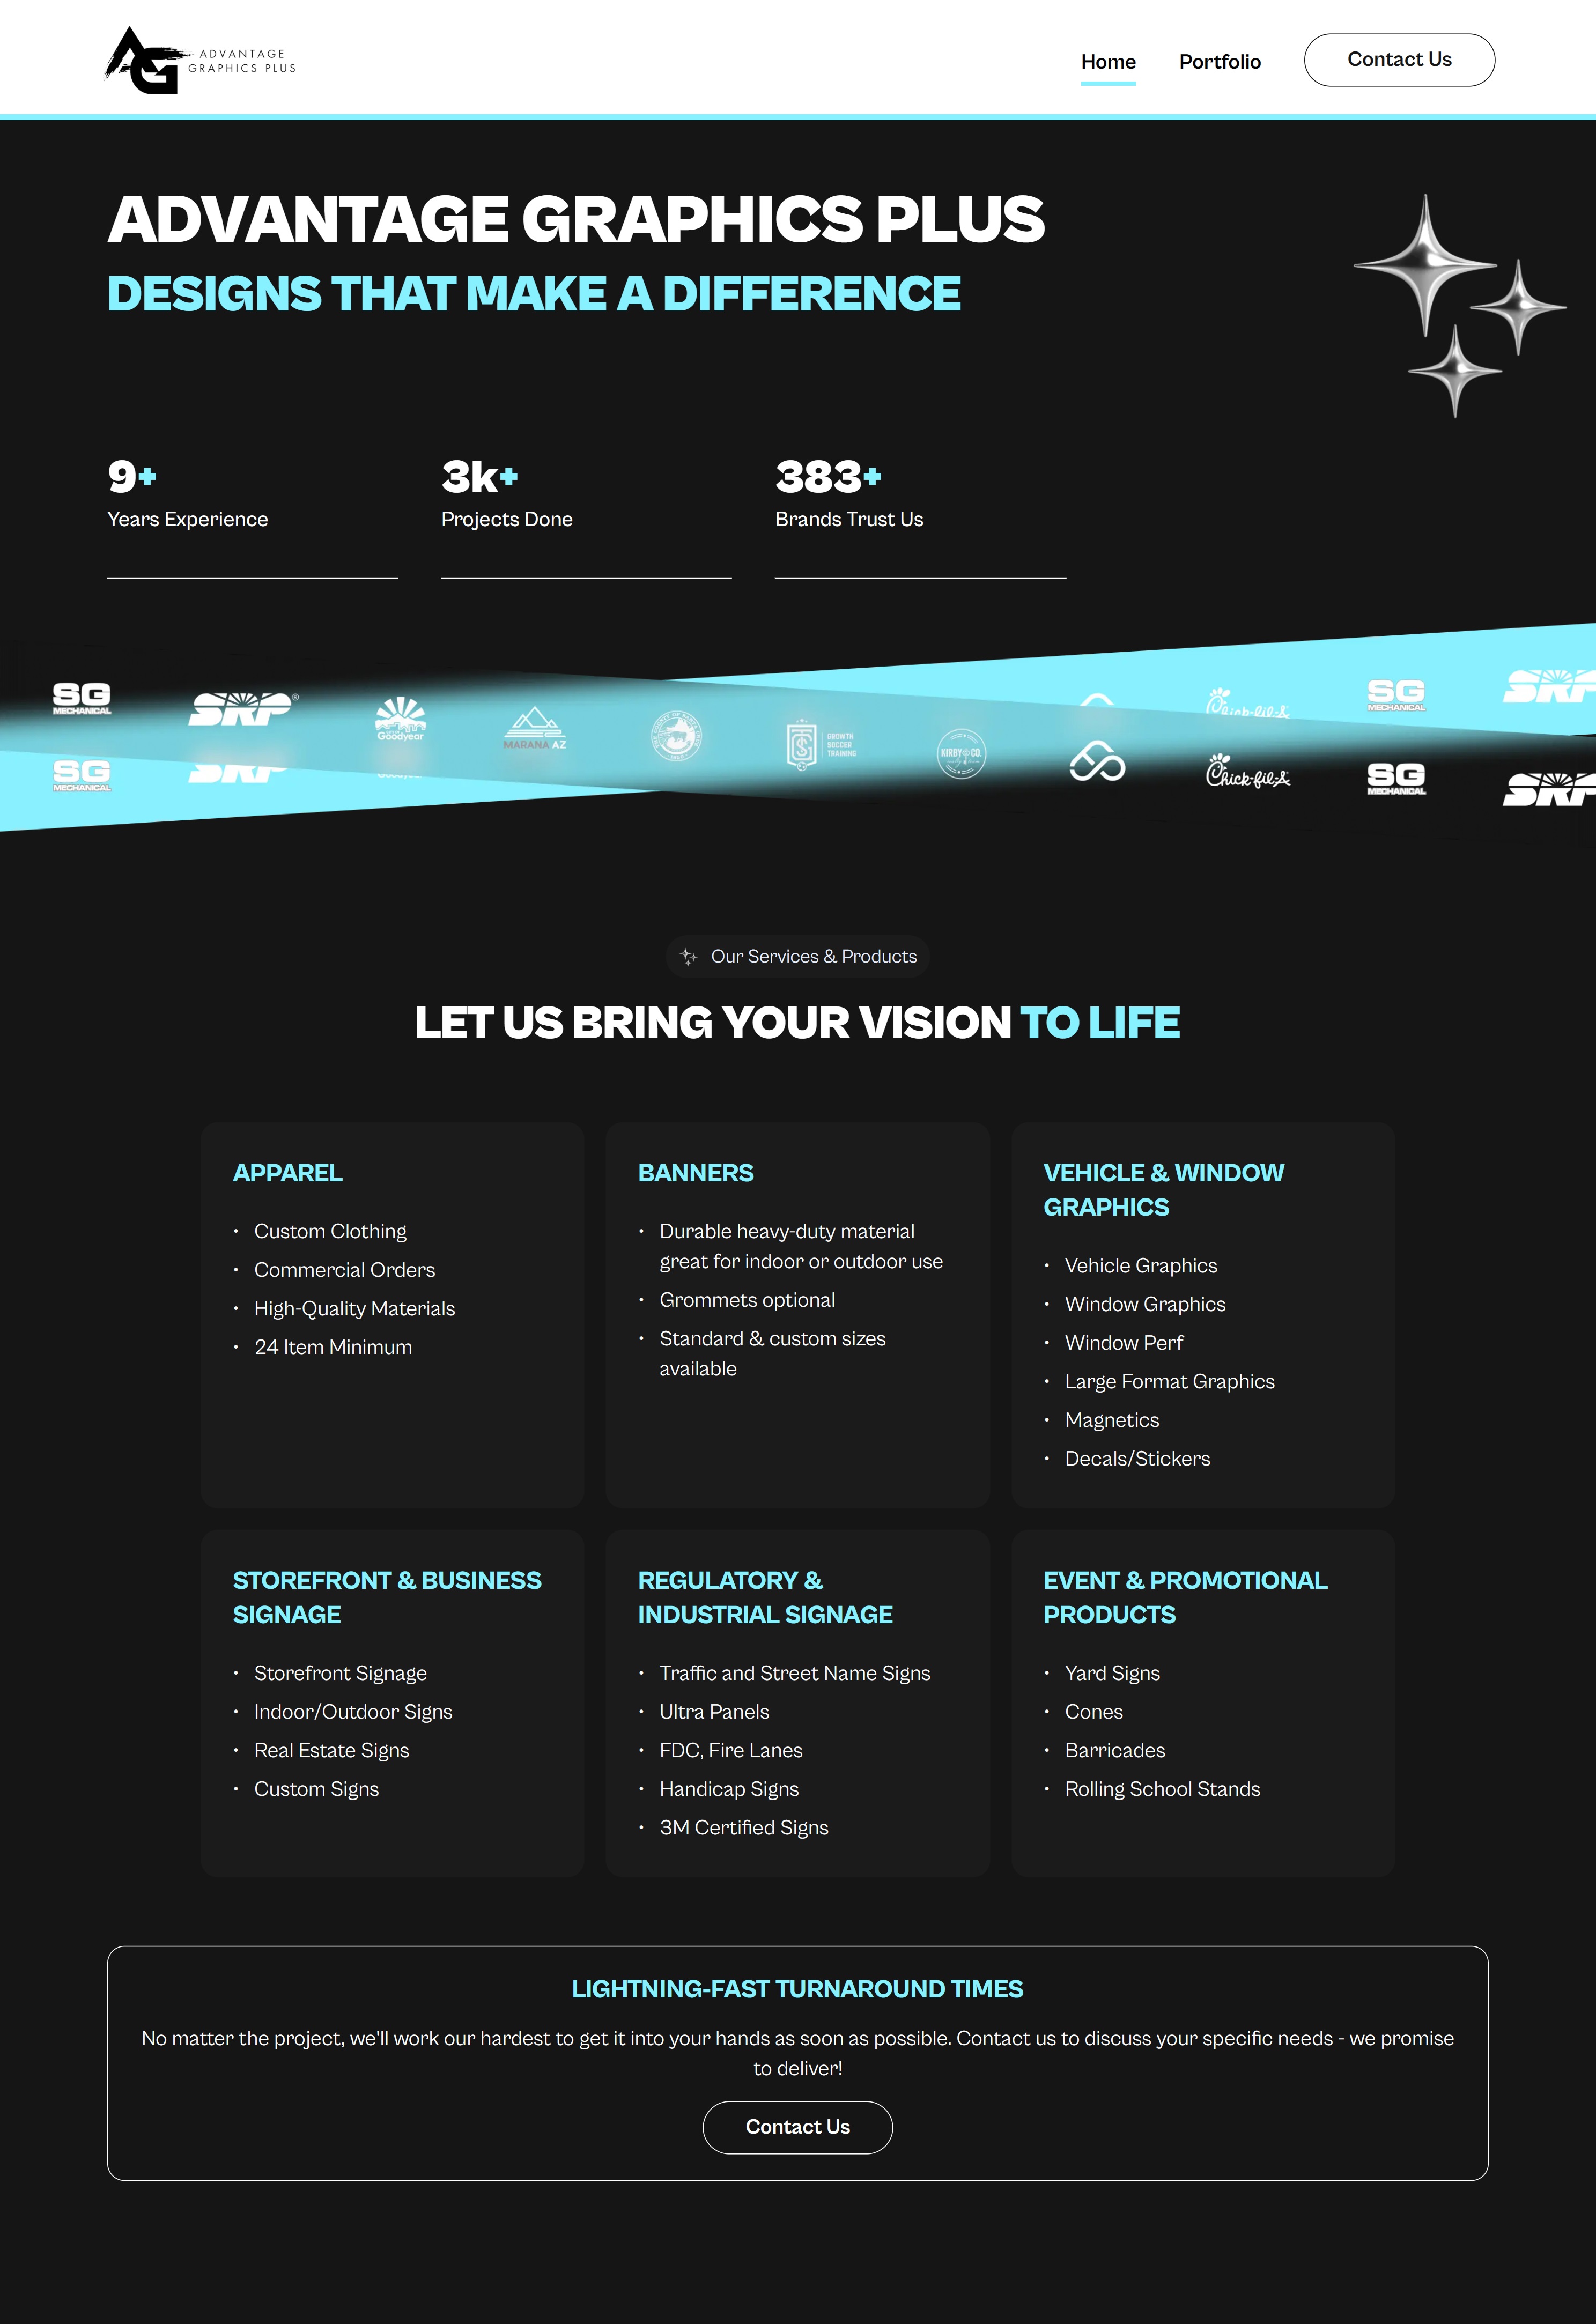 AG
ADVANTAGE
GRAPHICS PLUS
Home
Portfolio
Contact Us
ADVANTAGE GRAPHICS PLUS
DESIGNS THAT MAKE A DIFFERENCE
9+
Years Experience
3k+
Projects Done
383+
Brands Trust Us
SG
MECHANICAL
SRP®
Goodyear
MARANA AZ
GROWTH
SOCCER
TRAINING
KIRBY & CO.
Chick-fil-A
SG
MECHANICAL
SRP
SG
MECHANICAL
SRP
Chick-fil-A
SG
MECHANICAL
SRP
Our Services & Products
LET US BRING YOUR VISION TO LIFE
APPAREL
• Custom Clothing
• Commercial Orders
• High-Quality Materials
• 24 Item Minimum
BANNERS
• Durable heavy-duty material
great for indoor or outdoor use
• Grommets optional
• Standard & custom sizes
available
VEHICLE & WINDOW
GRAPHICS
• Vehicle Graphics
• Window Graphics
• Window Perf
• Large Format Graphics
• Magnetics
• Decals/Stickers
STOREFRONT & BUSINESS
SIGNAGE
• Storefront Signage
• Indoor/Outdoor Signs
• Real Estate Signs
• Custom Signs
REGULATORY &
INDUSTRIAL SIGNAGE
• Traffic and Street Name Signs
• Ultra Panels
• FDC, Fire Lanes
• Handicap Signs
• 3M Certified Signs
EVENT & PROMOTIONAL
PRODUCTS
• Yard Signs
• Cones
• Barricades
• Rolling School Stands
LIGHTNING-FAST TURNAROUND TIMES
No matter the project, we'll work our hardest to get it into your hands as soon as possible. Contact us to discuss your specific needs - we promise
to deliver!
Contact Us